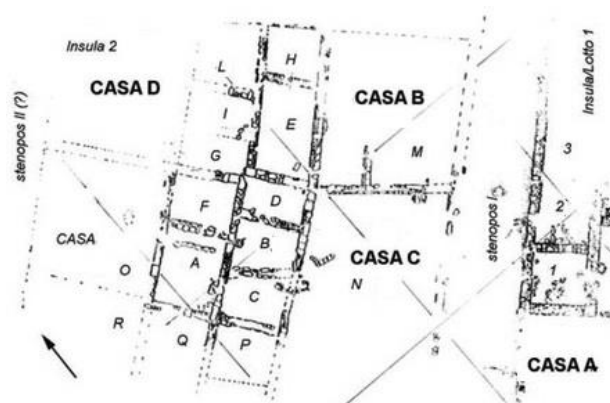 Insula 2
H
L
CASA D
CASA B
Insula/Lotto 1
stenopos II (?)
I
E
M
3
G
D
F
2
stenopos I
B
CASA
A
CASA C
1
O
C
N
R
Q
P
CASA A